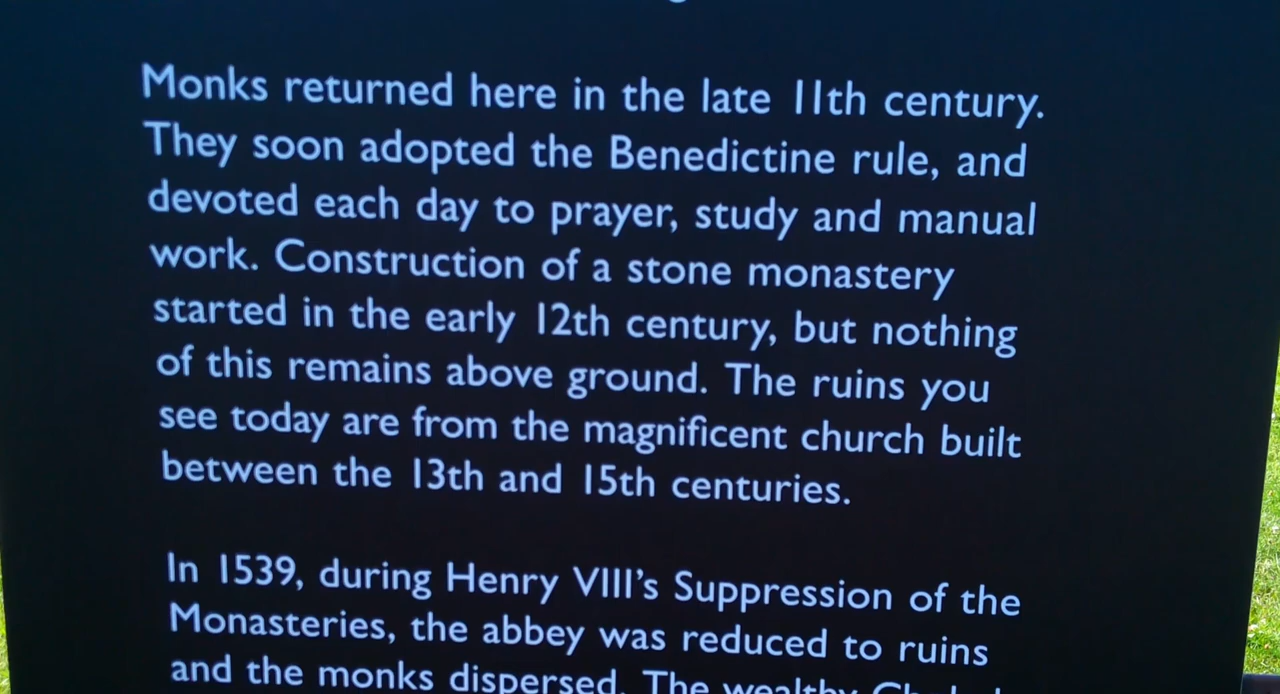 Monks returned here in the late 11th century.
They soon adopted the Benedictine rule, and
devoted each day to prayer, study and manual
work. Construction of a stone monastery
started in the early 12th century, but nothing
of this remains above ground. The ruins you
see today are from the magnificent church built
between the 13th and 15th centuries.
In 1539, during Henry VIII's Suppression of the
Monasteries, the abbey was reduced to ruins
and the monks dispersed. The wealthy